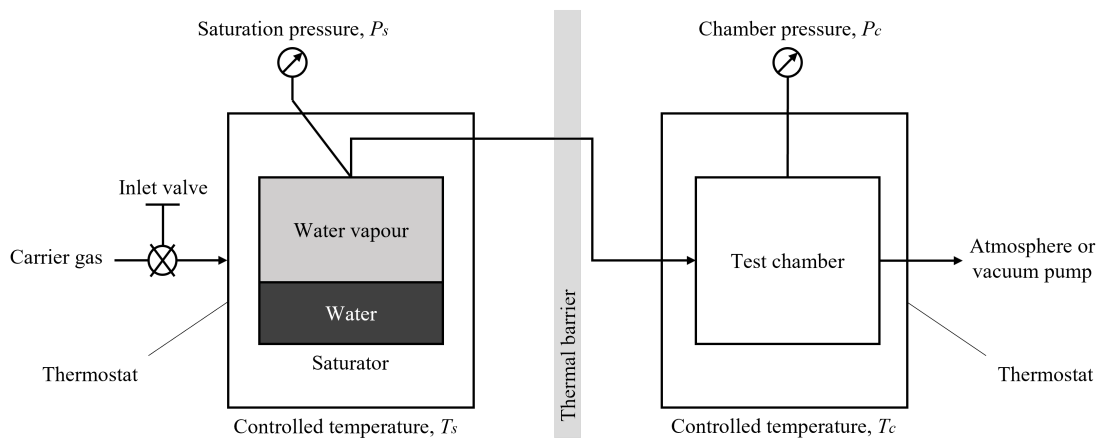 Saturation pressure, Ps
Chamber pressure, Pc
Inlet valve
Carrier gas
Water vapour
Water
Saturator
Thermostat
Controlled temperature, Ts
Thermal barrier
Test chamber
Atmosphere or
vacuum pump
Thermostat
Controlled temperature, Tc